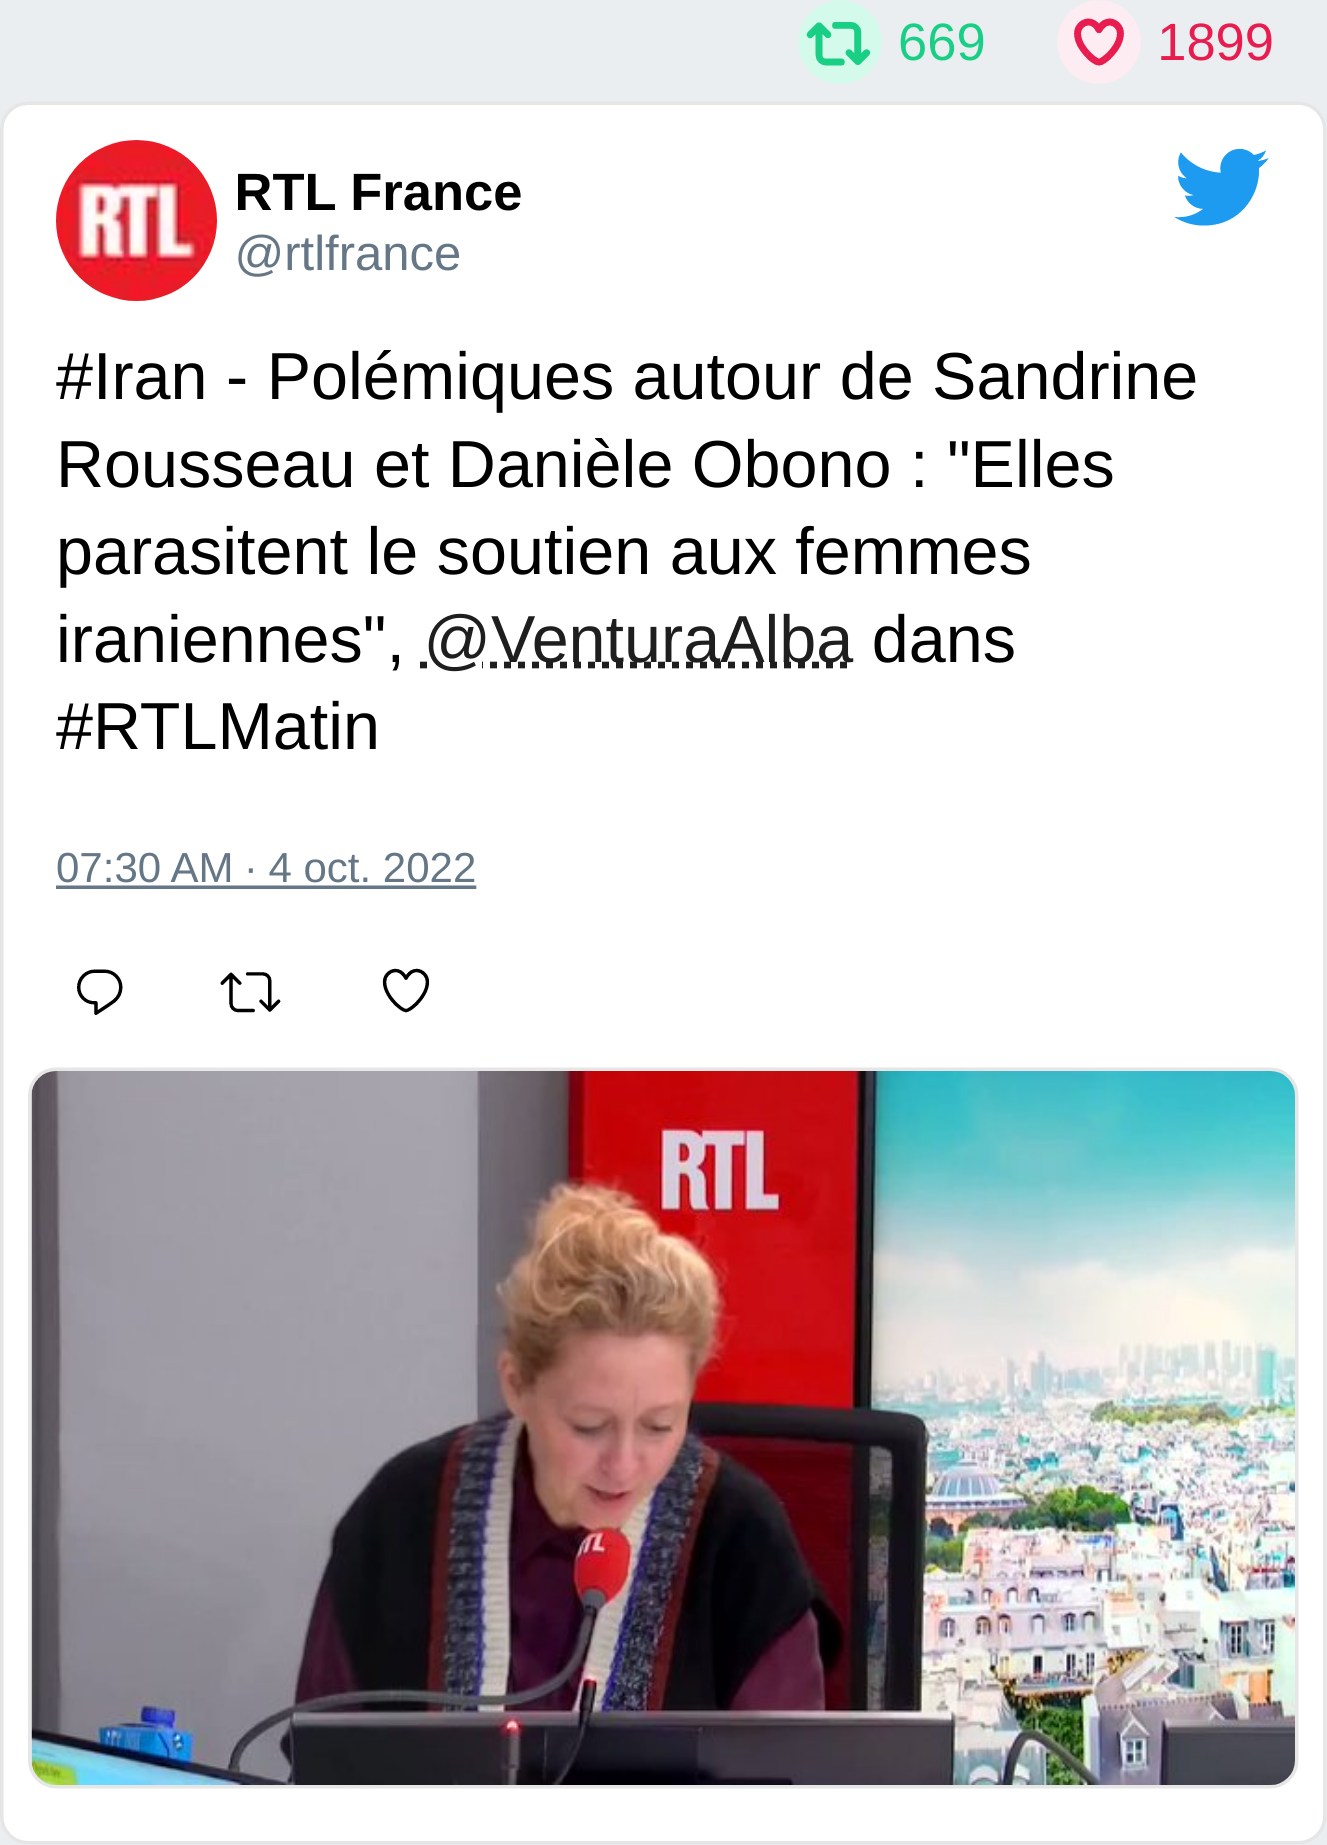 669 1899
RTL
RTL France
@rtlfrance
#Iran - Polémiques autour de Sandrine
Rousseau et Danièle Obono : "Elles
parasitent le soutien aux femmes
iraniennes", @VenturaAlba dans
#RTLMatin
07:30 AM · 4 oct. 2022
RTL
RTL